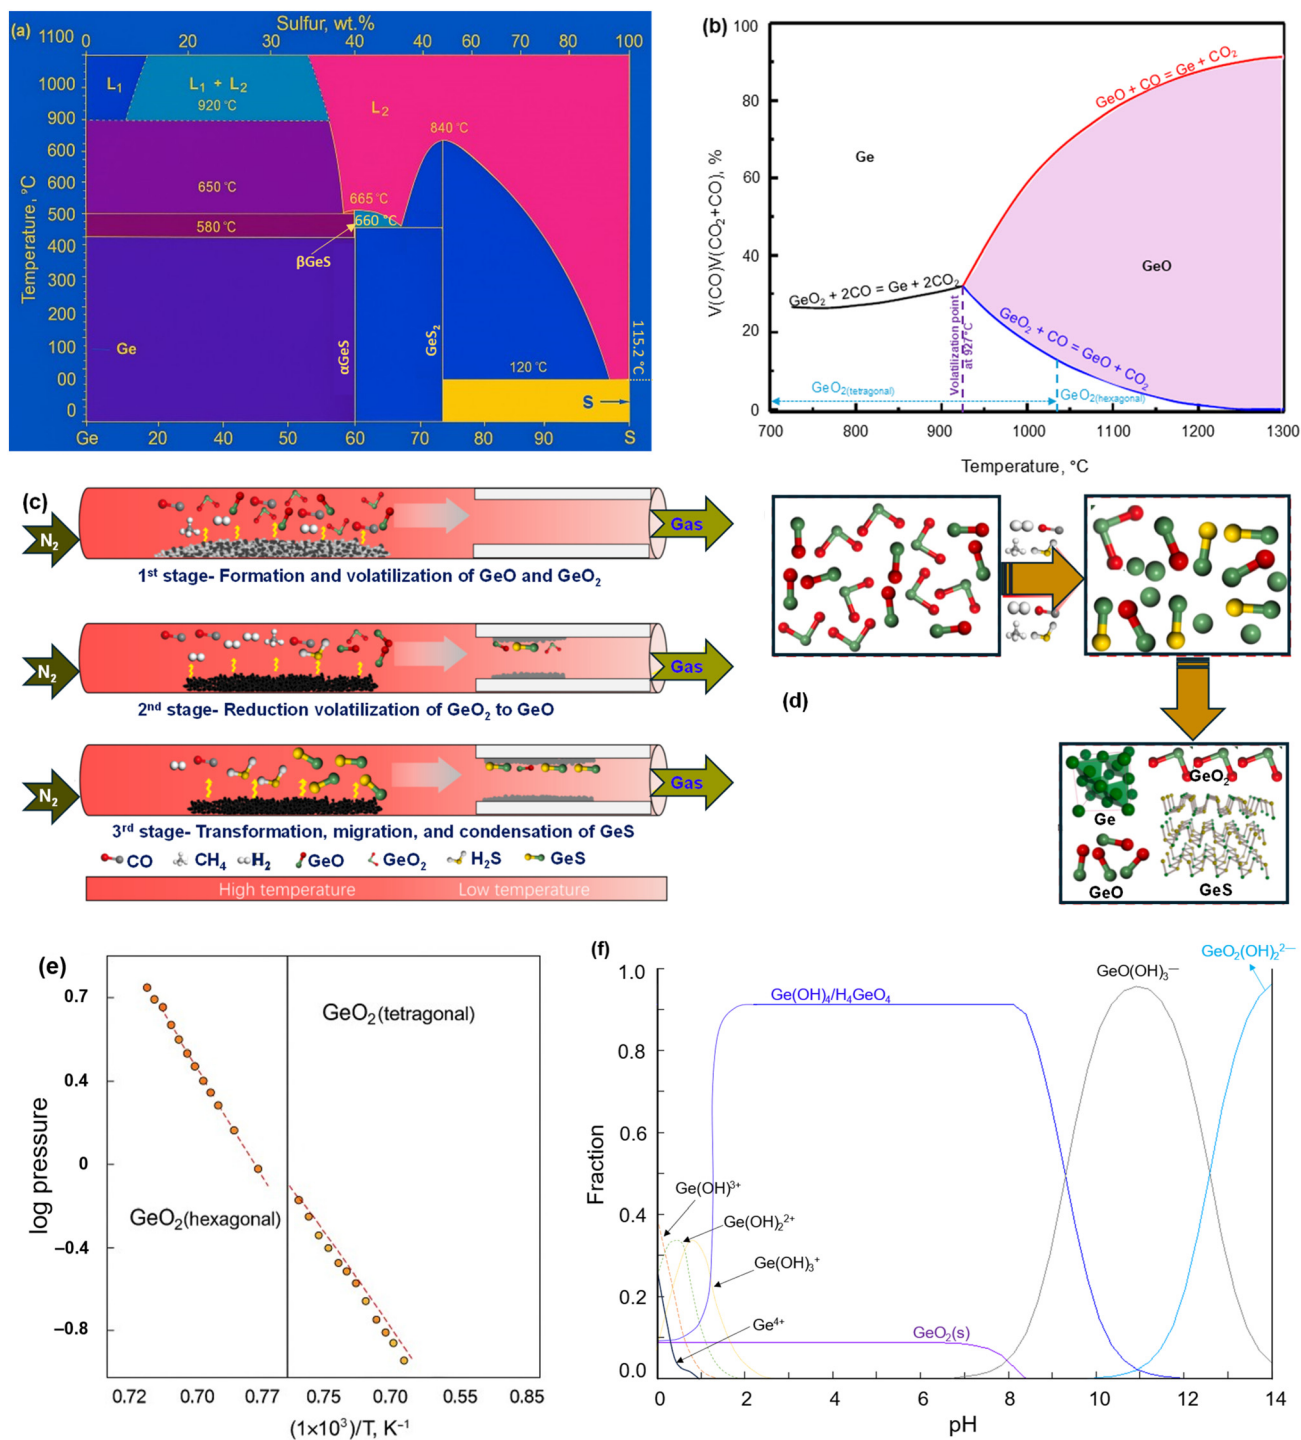 (a)
Sulfur, wt.%
0 20 30 40 40 50 60 70 100
Temperature, ºC
1100
1000
900
600
600
500
400
300
200
100
00
0
L1
L1 + L2
920 ºC
L2
840 ºC
650 ºC
665 ºC
660 ºC
580 ºC
βGeS
αGeS
GeS2
Ge
120 ºC
115.2 ºC
S
Ge 20 40 50 60 70 80 90 S
(b)
V(CO)V(CO2+CO), %
100
80
60
40
20
0
GeO + CO = Ge + CO2
Ge
GeO
GeO2 + 2CO = Ge + 2CO2
GeO2 + CO = GeO + CO2
Volatilization point
at 927 °C
GeO2(tetragonal)
GeO2(hexagonal)
700 800 900 1000 1100 1200 1300
Temperature, °C
(c)
N2
Gas
1st stage- Formation and volatilization of GeO and GeO2
N2
Gas
2nd stage- Reduction volatilization of GeO2 to GeO
N2
Gas
3rd stage- Transformation, migration, and condensation of GeS
CO CH4 H2 GeO GeO2 H2S GeS
High temperature Low temperature
(d)
GeO2
Ge
GeO
GeS
(e)
log pressure
0.7
0.4
0
−0.4
−0.8
GeO2(tetragonal)
GeO2(hexagonal)
0.72 0.70 0.77 0.75 0.70 0.55 0.85
(1×10³)/T, K⁻¹
(f)
Fraction
1.0
0.8
0.6
0.4
0.2
0.0
GeO2(OH)2²⁻
GeO(OH)3⁻
Ge(OH)4/H4GeO4
Ge(OH)³⁺
Ge(OH)2²⁺
Ge(OH)3⁺
Ge⁴⁺
GeO2(s)
0 2 4 6 8 10 12 14
pH